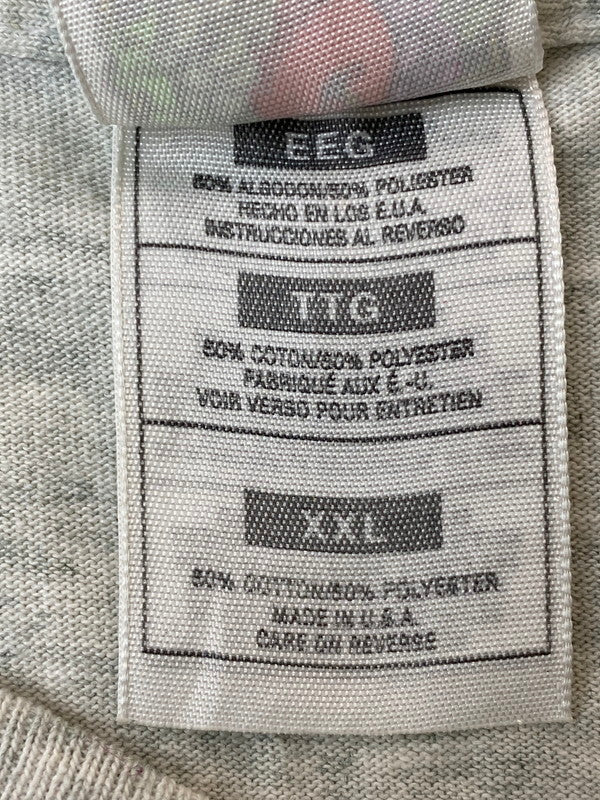 EEG
50% ALGODON/50% POLIESTER
HECHO EN LOS E.U.A.
INSTRUCCIONES AL REVERSO
TTG
50% COTON/50% POLYESTER
FABRIQUÉ AUX É.-U.
VOIR VERSO POUR ENTRETIEN
XXL
50% COTTON/50% POLYESTER
MADE IN U.S.A.
CARE ON REVERSE